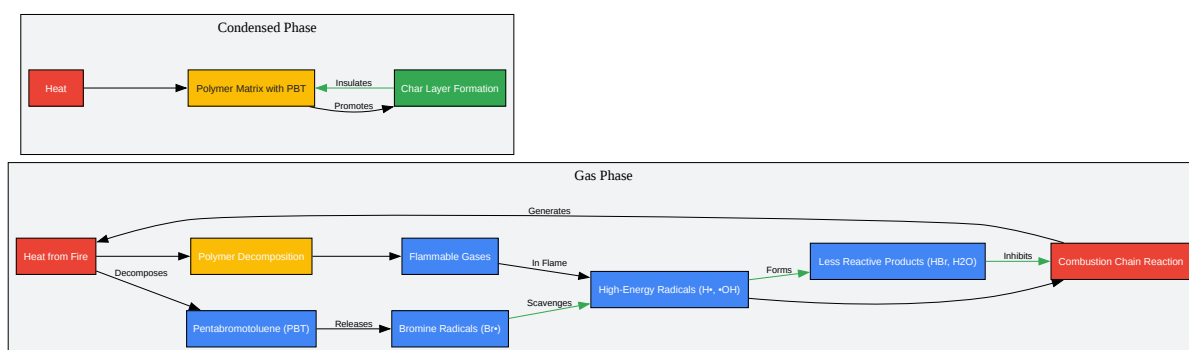 Condensed Phase
Heat
Polymer Matrix with PBT
Insulates
Promotes
Char Layer Formation
Gas Phase
Generates
Heat from Fire
Polymer Decomposition
Flammable Gases
Decomposes
In Flame
Pentabromotoluene (PBT)
Releases
Bromine Radicals (Br•)
Scavenges
High-Energy Radicals (H•, •OH)
Forms
Less Reactive Products (HBr, H2O)
Inhibits
Combustion Chain Reaction